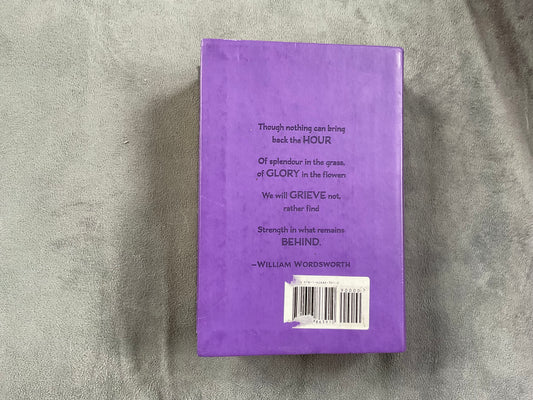 Though nothing can bring
back the HOUR
Of splendour in the grass,
of GLORY in the flower;
We will GRIEVE not,
rather find
Strength in what remains
BEHIND.
–WILLIAM WORDSWORTH
90000